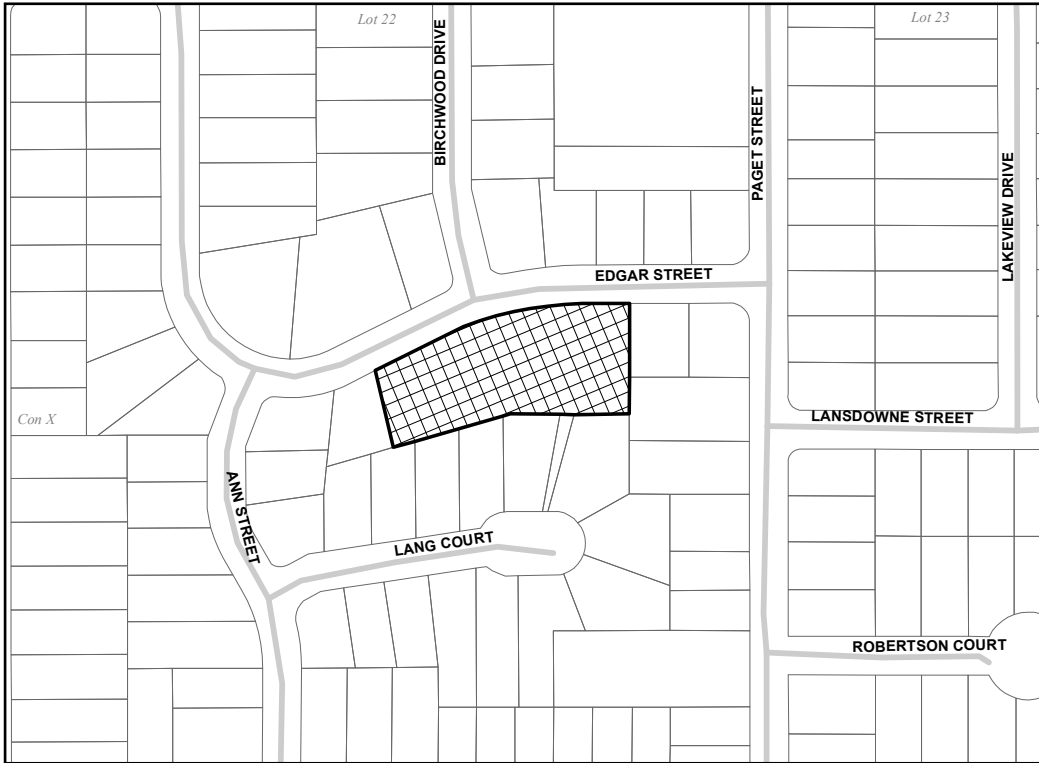 Lot 22
Lot 23
BIRCHWOOD DRIVE
PAGET STREET
LAKEVIEW DRIVE
EDGAR STREET
Con X
LANSDOWNE STREET
ANN STREET
LANG COURT
ROBERTSON COURT